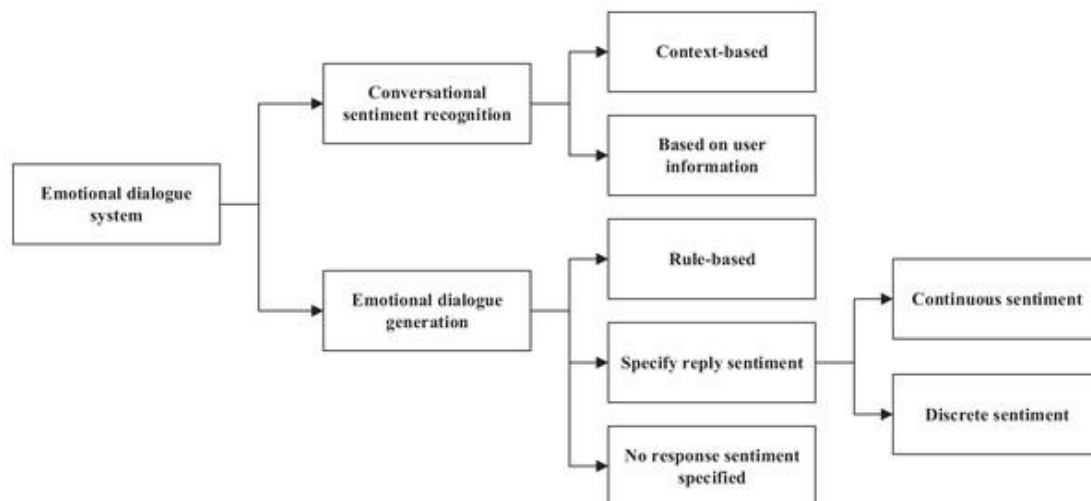 Emotional dialogue
system
Conversational
sentiment recognition
Context-based
Based on user
information
Emotional dialogue
generation
Rule-based
Specify reply sentiment
Continuous sentiment
Discrete sentiment
No response sentiment
specified